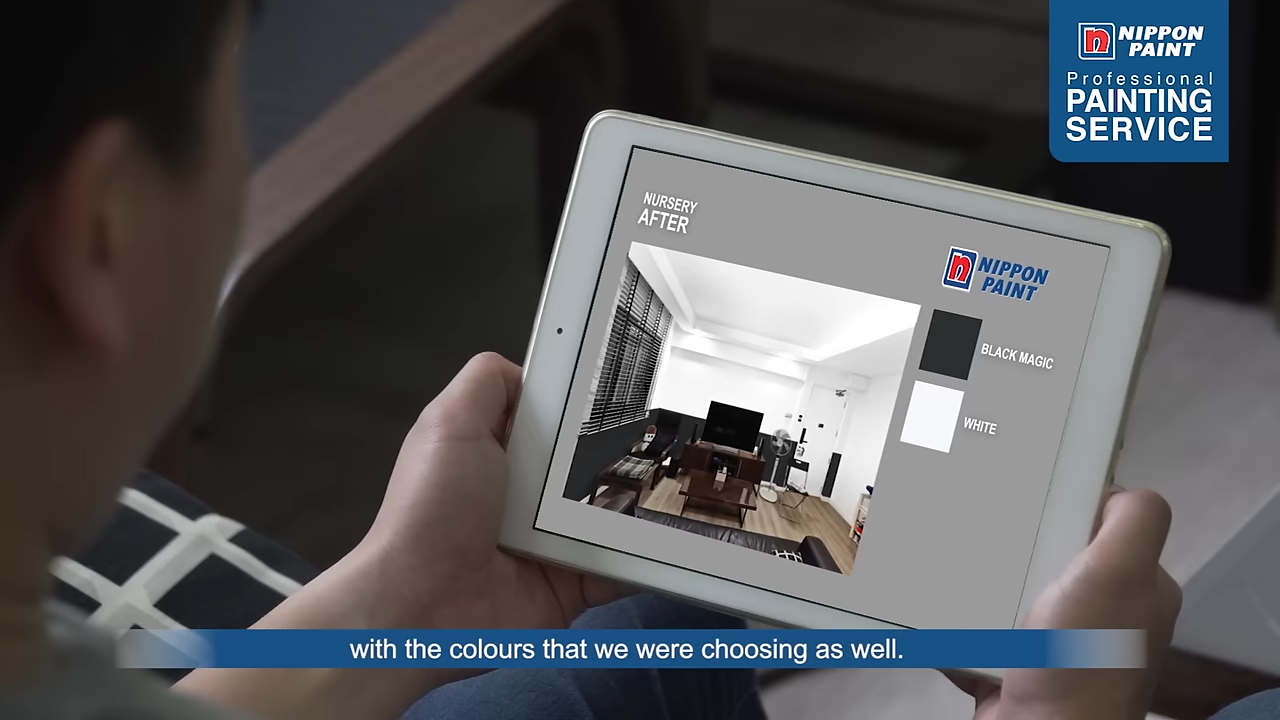 n NIPPON
PAINT
Professional
PAINTING
SERVICE
NURSERY
AFTER
n NIPPON
PAINT
BLACK MAGIC
WHITE
with the colours that we were choosing as well.